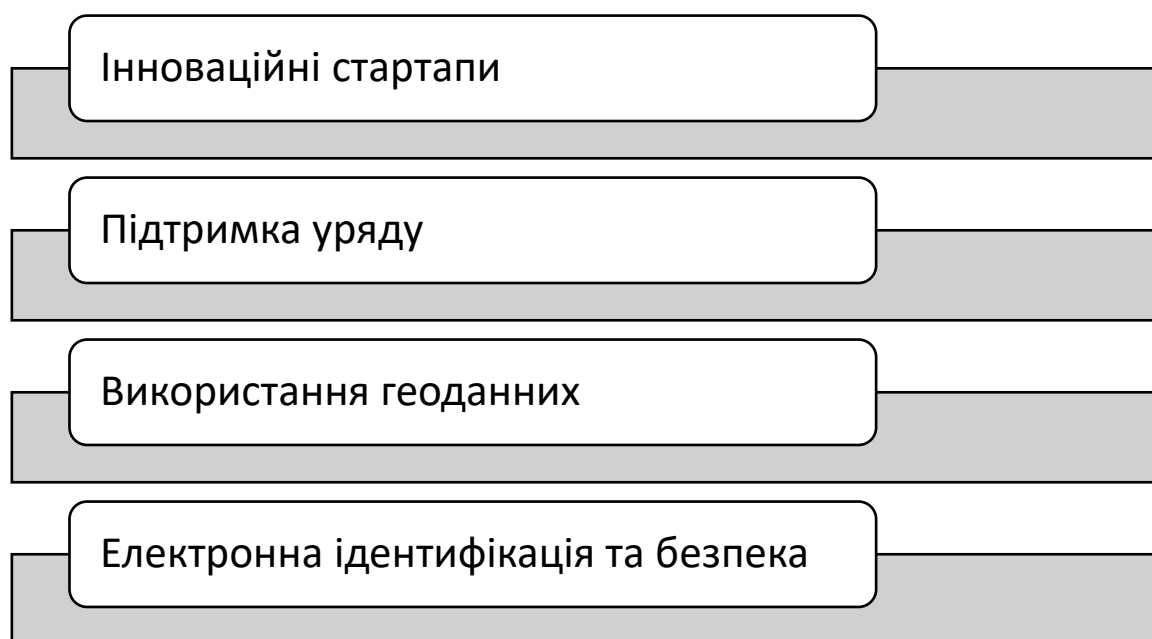 Інноваційні стартапи
Підтримка уряду
Використання геоданних
Електронна ідентифікація та безпека